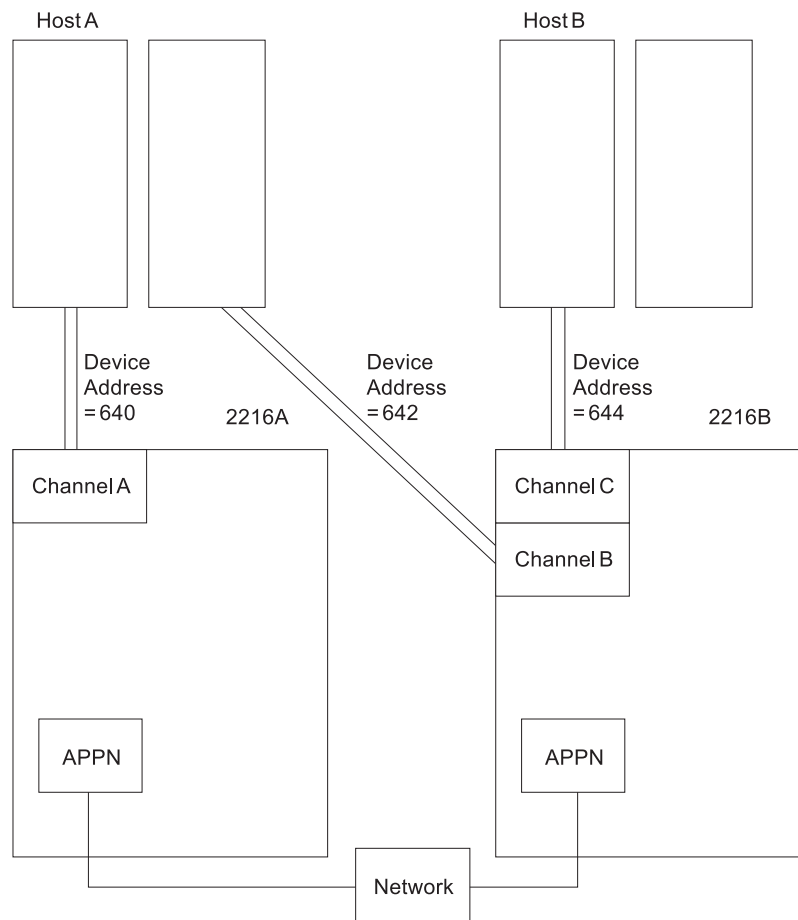 Host A
Host B
Device
Address
= 640
Device
Address
= 642
Device
Address
= 644
2216A
2216B
Channel A
Channel C
Channel B
APPN
APPN
Network